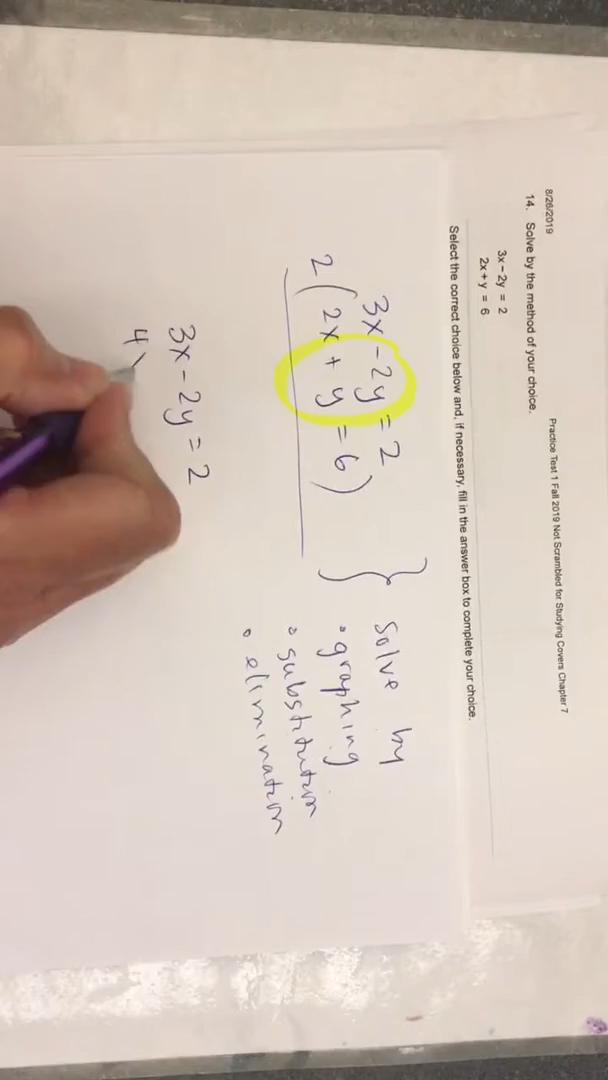 8/26/2019
Practice Test 1 Fall 2019 Not Scrambled for Studying Covers Chapter 7
14. Solve by the method of your choice.
3x − 2y = 2
2x + y = 6
Select the correct choice below and, if necessary, fill in the answer box to complete your choice.
3x - 2y = 2
2(2x + y = 6)
} Solve by
• graphing
• substitution
• elimination
3x - 2y = 2
4